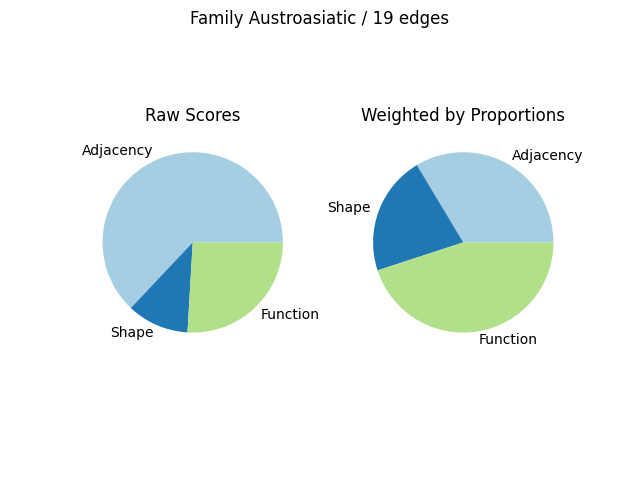 Family Austroasiatic / 19 edges
Raw Scores
Adjacency
Shape
Function
Weighted by Proportions
Adjacency
Shape
Function